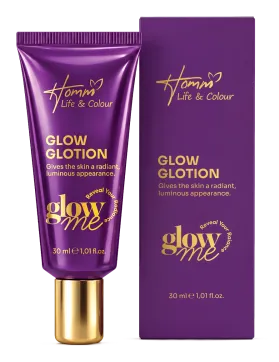 Homm
Life & Colour
GLOW
GLOTION
Gives the skin a radiant,
luminous appearance.
glow
me
Reveal Your Radiance
30 ml ℮ 1,01 fl.oz.
Homm
Life & Colour
GLOW
GLOTION
Gives the skin a radiant,
luminous appearance.
glow
me
Reveal Your Radiance
30 ml ℮ 1,01 fl.oz.